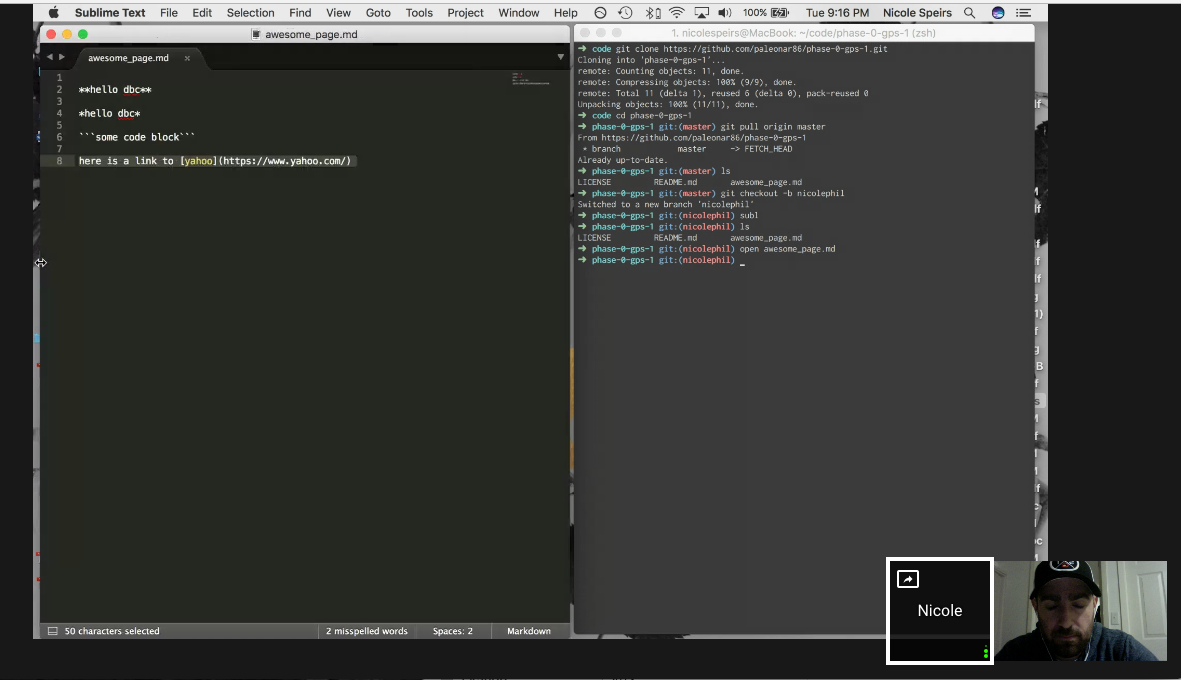 Sublime Text File Edit Selection Find View Goto Tools Project Window Help 100% Tue 9:16 PM Nicole Speirs
awesome_page.md
awesome_page.md ×
1
2 **hello dbc**
3
4 *hello dbc*
5
6 ```some code block```
7
8 here is a link to [yahoo](https://www.yahoo.com/)
50 characters selected 2 misspelled words Spaces: 2 Markdown
1. nicolespeirs@MacBook: ~/code/phase-0-gps-1 (zsh)
➜ code git clone https://github.com/paleonar86/phase-0-gps-1.git
Cloning into 'phase-0-gps-1'...
remote: Counting objects: 11, done.
remote: Compressing objects: 100% (9/9), done.
remote: Total 11 (delta 1), reused 6 (delta 0), pack-reused 0
Unpacking objects: 100% (11/11), done.
➜ code cd phase-0-gps-1
➜ phase-0-gps-1 git:(master) git pull origin master
From https://github.com/paleonar86/phase-0-gps-1
* branch master -> FETCH_HEAD
Already up-to-date.
➜ phase-0-gps-1 git:(master) ls
LICENSE README.md awesome_page.md
➜ phase-0-gps-1 git:(master) git checkout -b nicolephil
Switched to a new branch 'nicolephil'
➜ phase-0-gps-1 git:(nicolephil) subl
➜ phase-0-gps-1 git:(nicolephil) ls
LICENSE README.md awesome_page.md
➜ phase-0-gps-1 git:(nicolephil) open awesome_page.md
➜ phase-0-gps-1 git:(nicolephil) _
Nicole